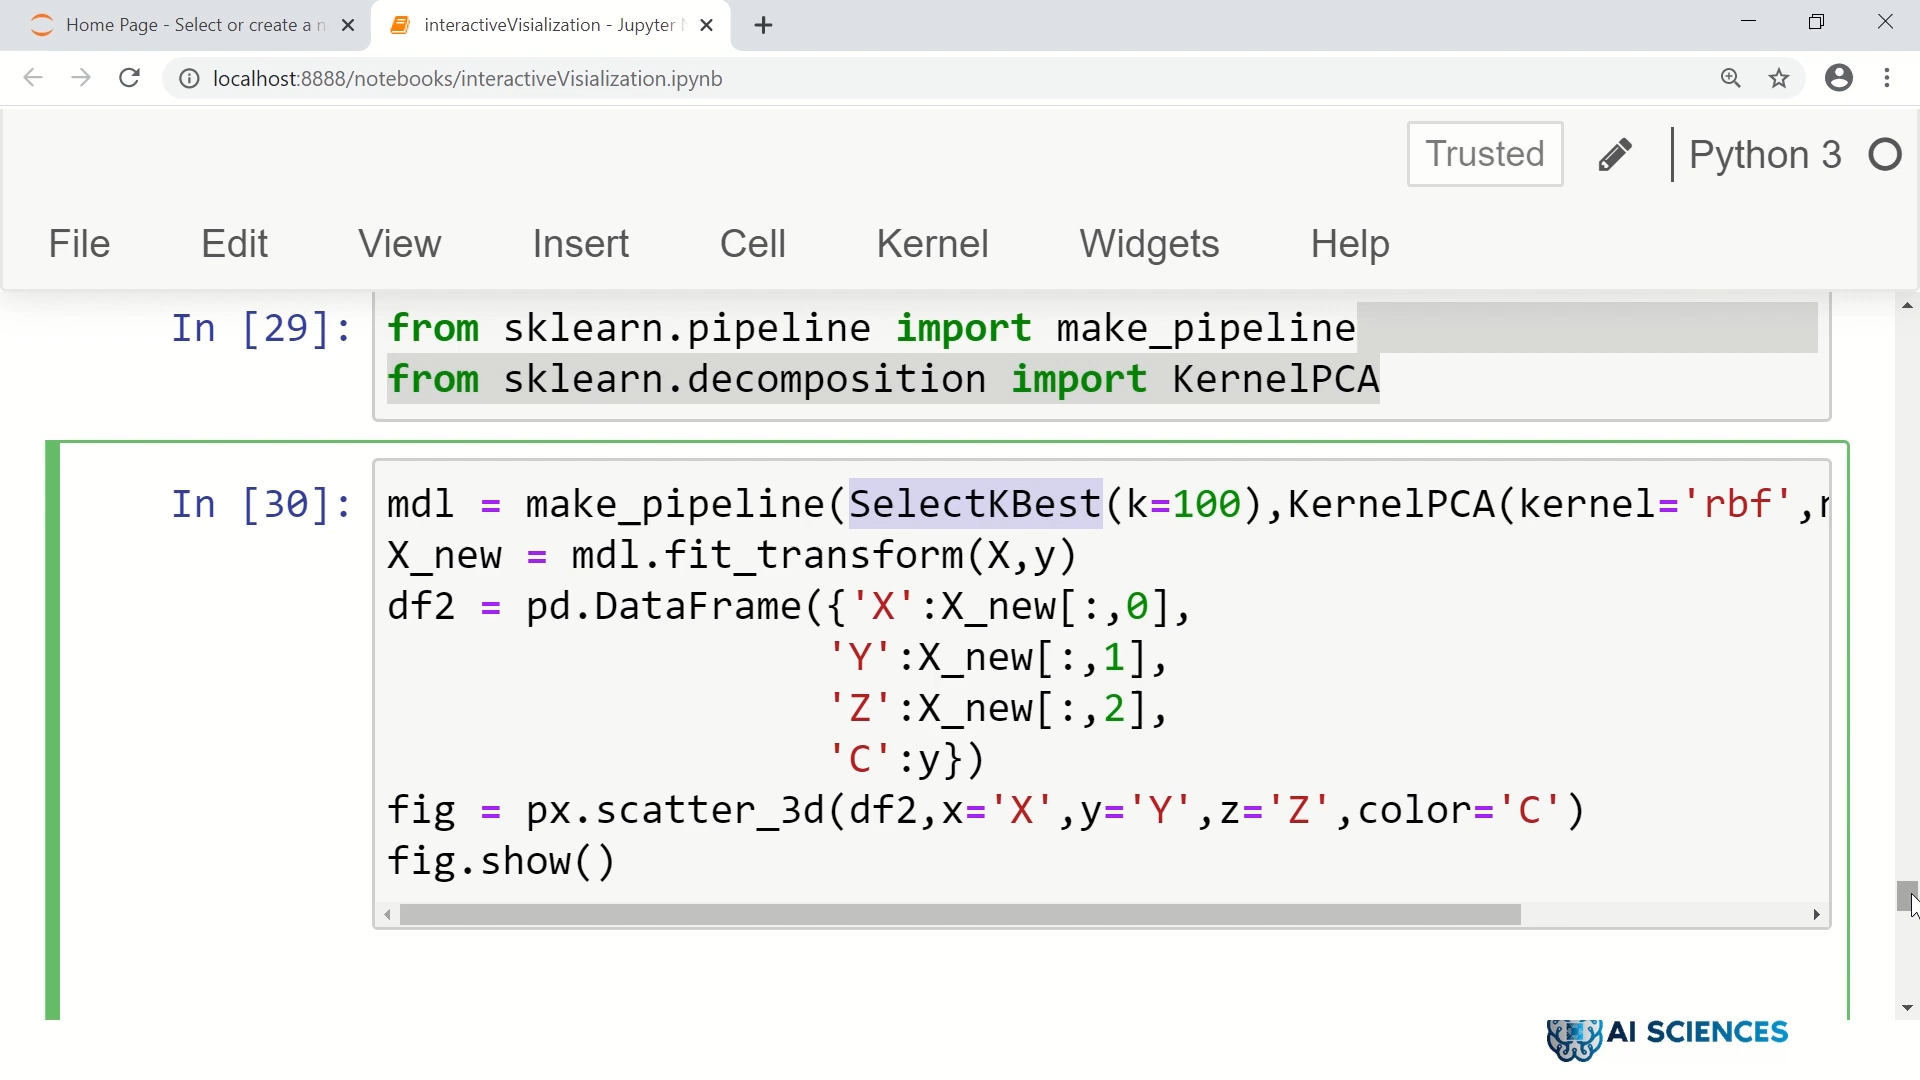 Home Page - Select or create a n
interactiveVisialization - Jupyter N
localhost:8888/notebooks/interactiveVisialization.ipynb
Trusted
Python 3
File Edit View Insert Cell Kernel Widgets Help
In [29]:
from sklearn.pipeline import make_pipeline
from sklearn.decomposition import KernelPCA
In [30]:
mdl = make_pipeline(SelectKBest(k=100),KernelPCA(kernel='rbf',
X_new = mdl.fit_transform(X,y)
df2 = pd.DataFrame({'X':X_new[:,0],
'Y':X_new[:,1],
'Z':X_new[:,2],
'C':y})
fig = px.scatter_3d(df2,x='X',y='Y',z='Z',color='C')
fig.show()
AI SCIENCES